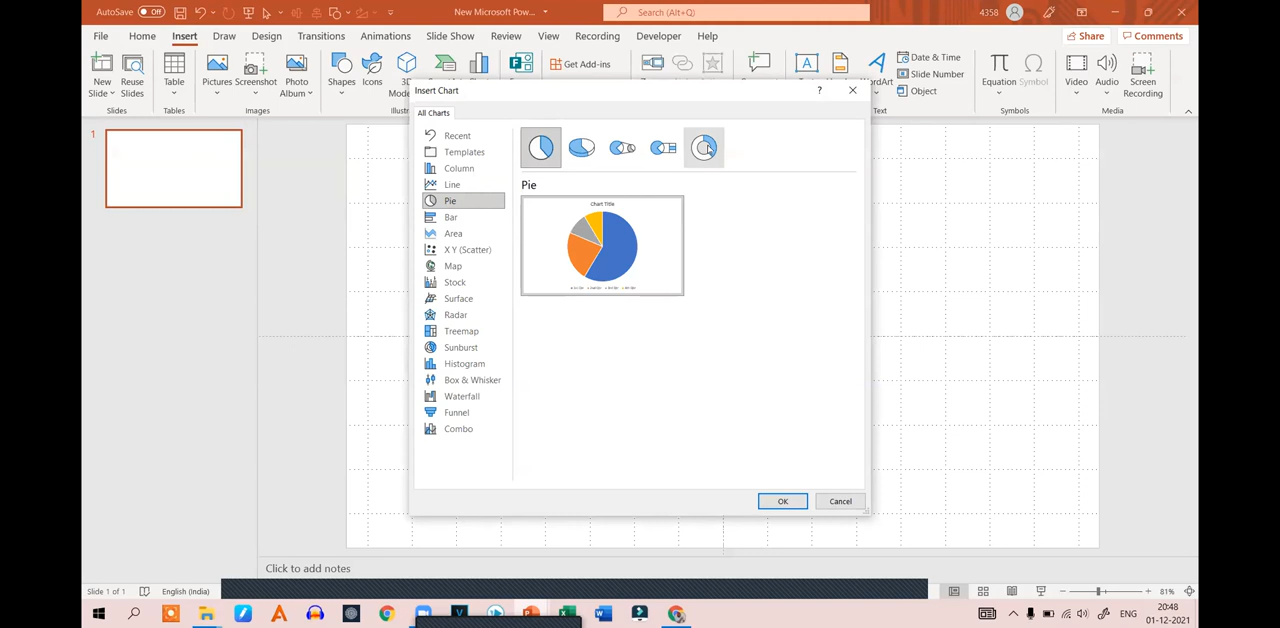 AutoSave Off New Microsoft Pow... Search (Alt+Q) 4358
File Home Insert Draw Design Transitions Animations Slide Show Review View Recording Developer Help Share Comments
New Slide Reuse Slides Table Pictures Screenshot Photo Album Shapes Icons 3D Get Add-ins Date & Time Equation Symbol Video Audio Screen Recording
Slide Number
Object
Slides Tables Images Text Symbols Media
Insert Chart ?
All Charts
Recent
Templates
Column
Line
Pie
Bar
Area
X Y (Scatter)
Map
Stock
Surface
Radar
Treemap
Sunburst
Histogram
Box & Whisker
Waterfall
Funnel
Combo
Pie
Chart Title
OK Cancel
1
Click to add notes
Slide 1 of 1 English (India) 81%
ENG 20:48
01-12-2021